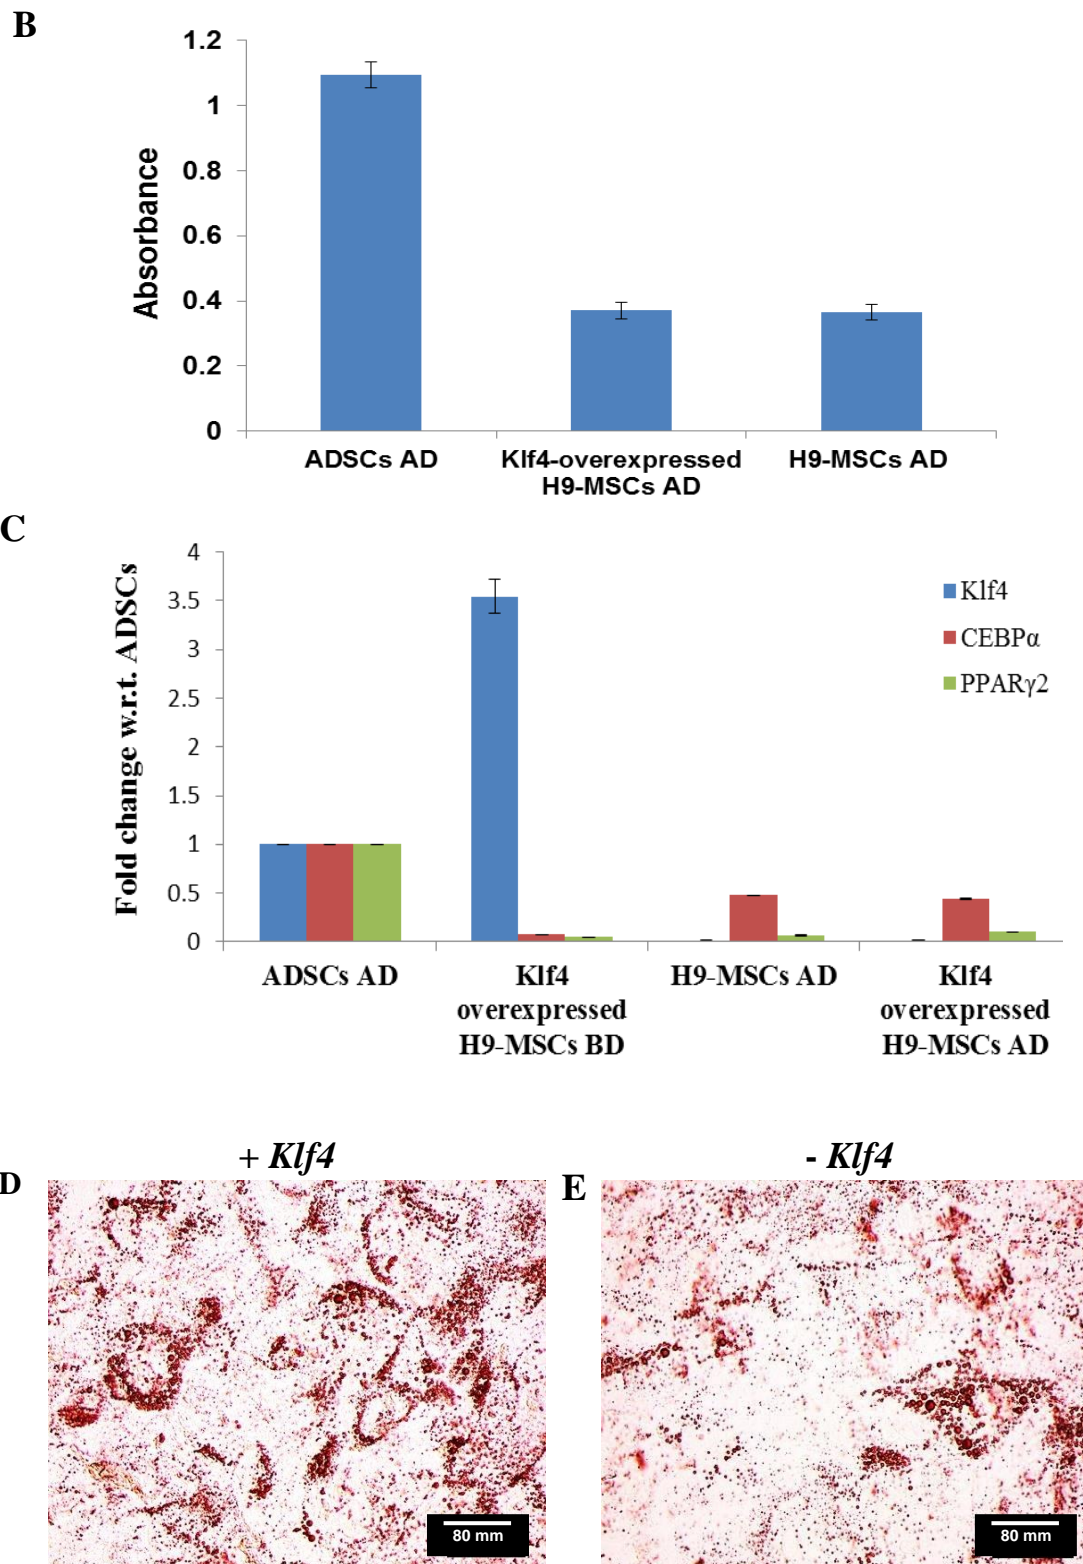 B
1.2
1
0.8
0.6
0.4
0.2
0
Absorbance
ADSCs AD
Klf4-overexpressed
H9-MSCs AD
H9-MSCs AD
C
4
3.5
3
2.5
2
1.5
1
0.5
0
Fold change w.r.t. ADSCs
Klf4
CEBPα
PPARγ2
ADSCs AD
Klf4
overexpressed
H9-MSCs BD
H9-MSCs AD
Klf4
overexpressed
H9-MSCs AD
+ Klf4
- Klf4
D
E
80 mm
80 mm